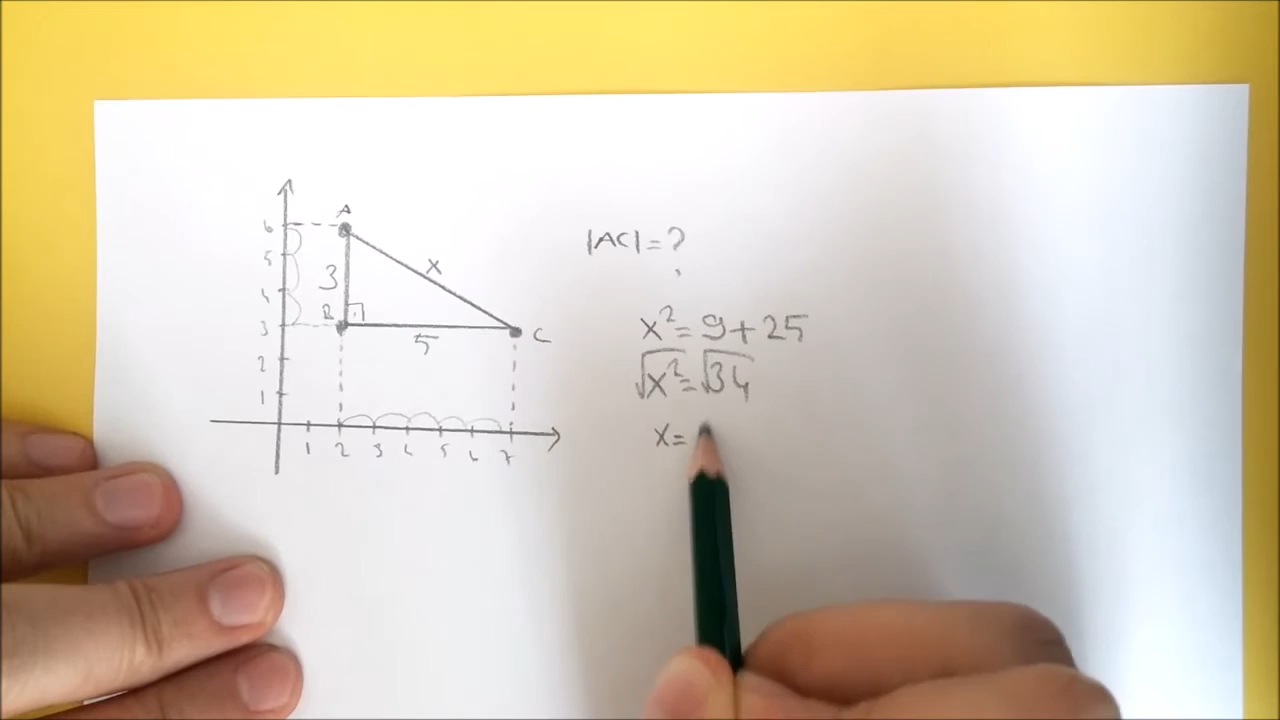 A
6
5
4
3
2
1
3
x
B
5
C
1 2 3 4 5 6 7
|AC| = ?
x² = 9 + 25
√x² = √34
x =